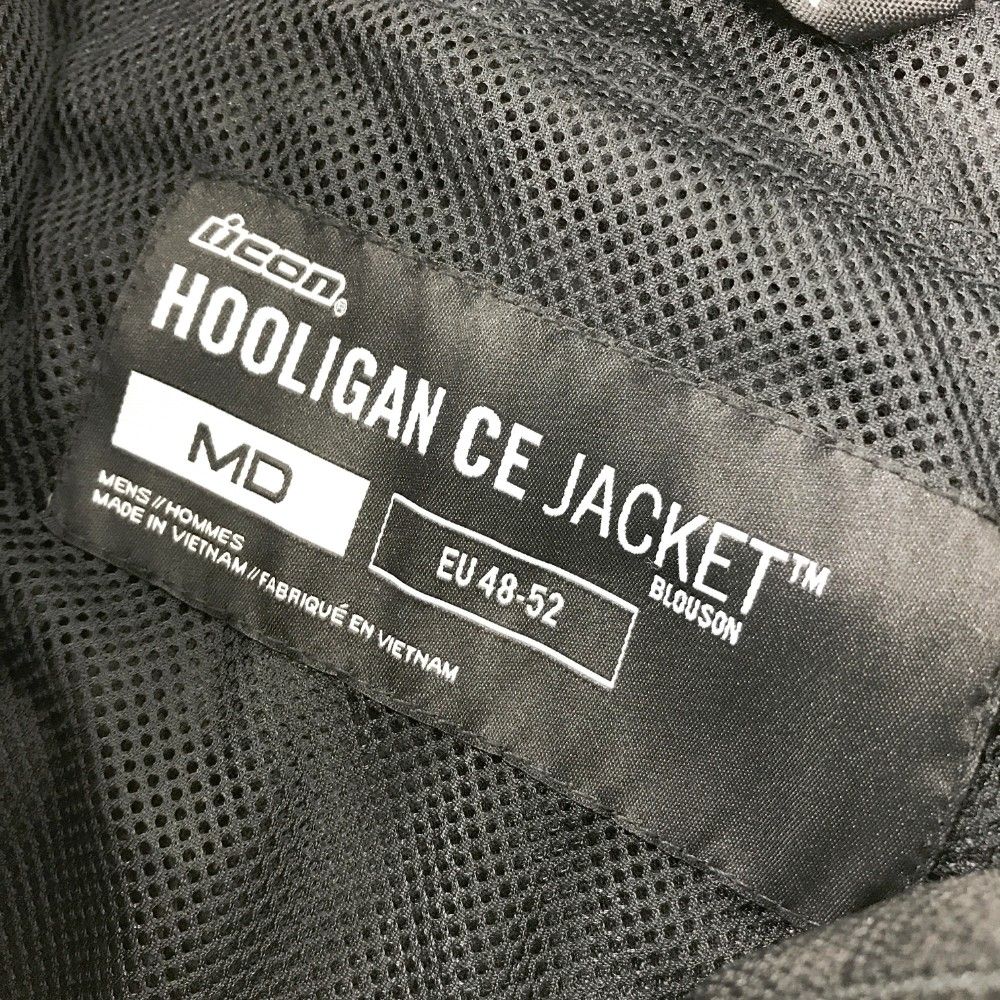 icon®
HOOLIGAN CE JACKET™
BLOUSON
MD
EU 48-52
MENS // HOMMES
MADE IN VIETNAM // FABRIQUÉ EN VIETNAM